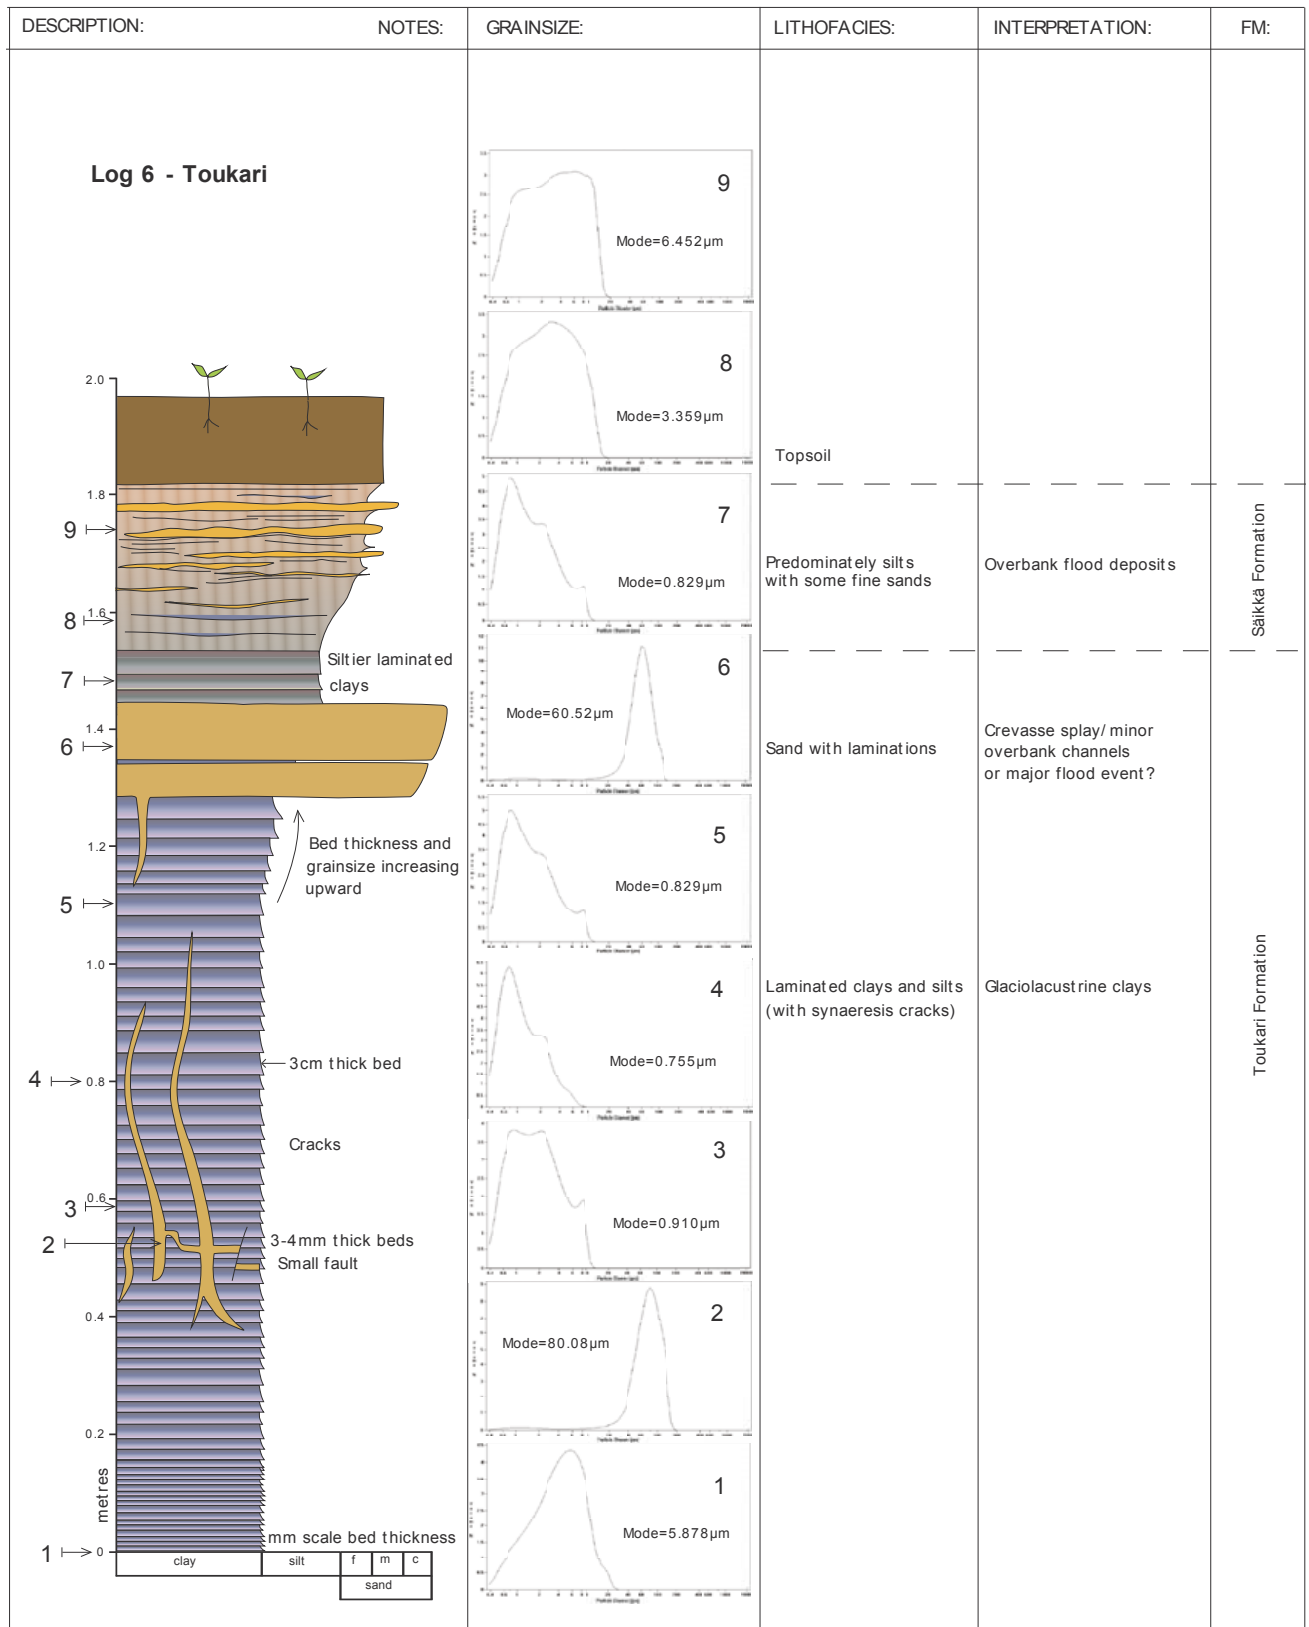 DESCRIPTION:
NOTES:
GRAINSIZE:
LITHOFACIES:
INTERPRETATION:
FM:
Log 6 - Toukari
2.0
1.8
9
1.6
8
Siltier laminated
clays
7
1.4
6
1.2
Bed thickness and
grainsize increasing
upward
5
1.0
3cm thick bed
4
0.8
Cracks
0.6
3
2
3-4mm thick beds
Small fault
0.4
0.2
metres
mm scale bed thickness
1
0
clay
silt
f
m
c
sand
9
Mode=6.452µm
8
Mode=3.359µm
7
Mode=0.829µm
6
Mode=60.52µm
5
Mode=0.829µm
4
Mode=0.755µm
3
Mode=0.910µm
2
Mode=80.08µm
1
Mode=5.878µm
Topsoil
Predominately silts
with some fine sands
Sand with laminations
Laminated clays and silts
(with synaeresis cracks)
Overbank flood deposits
Crevasse splay/ minor
overbank channels
or major flood event?
Glaciolacustrine clays
Säikkä Formation
Toukari Formation